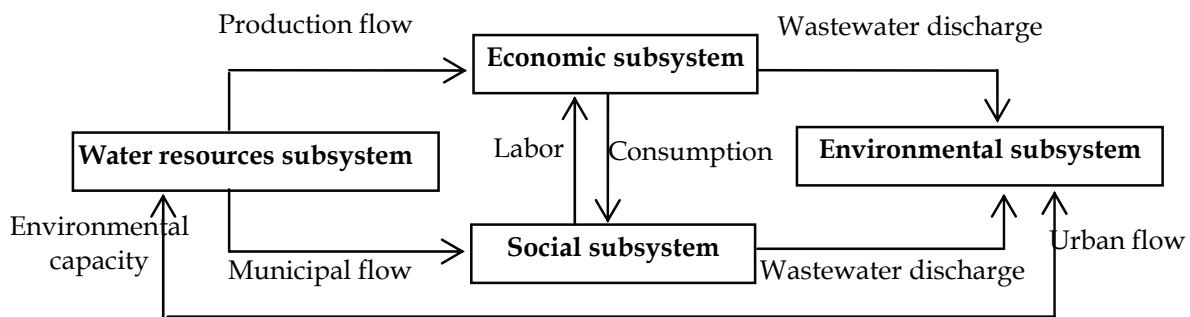 Production flow
Wastewater discharge
Economic subsystem
Water resources subsystem
Labor
Consumption
Environmental subsystem
Environmental
capacity
Municipal flow
Social subsystem
Wastewater discharge
Urban flow